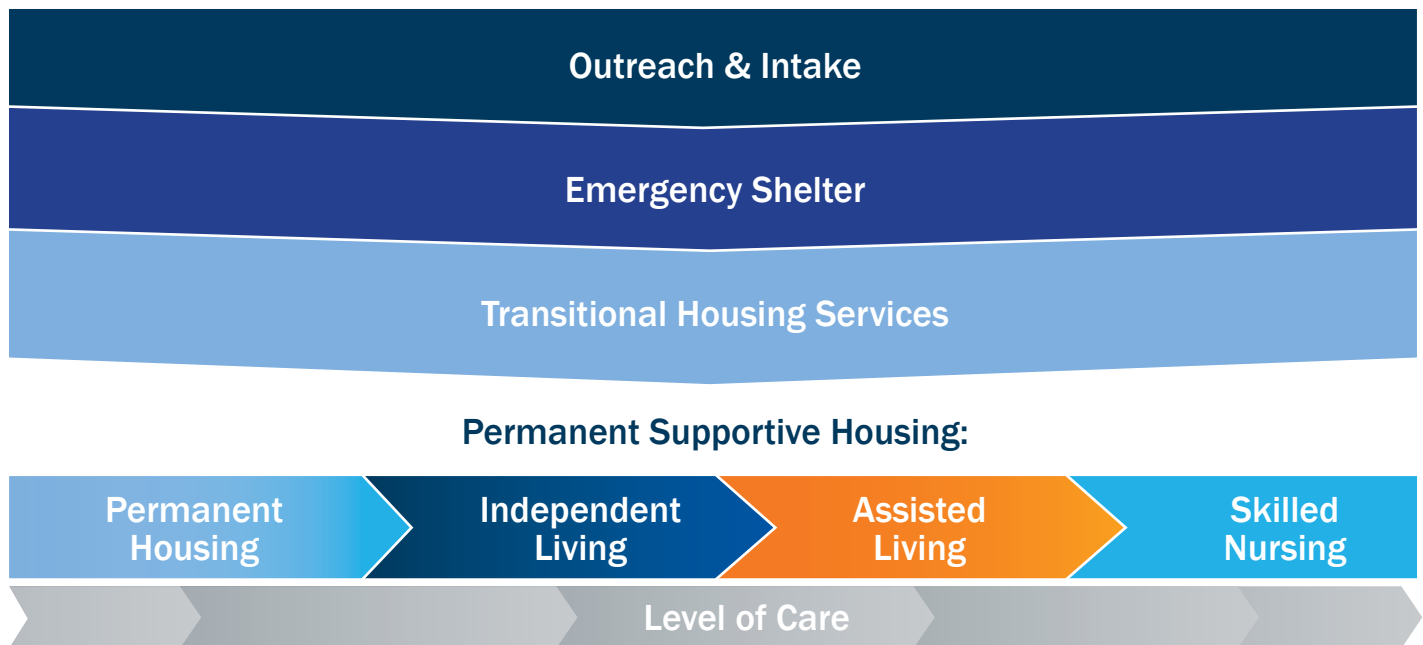 Outreach & Intake
Emergency Shelter
Transitional Housing Services
Permanent Supportive Housing:
Permanent
Housing
Independent
Living
Assisted
Living
Skilled
Nursing
Level of Care